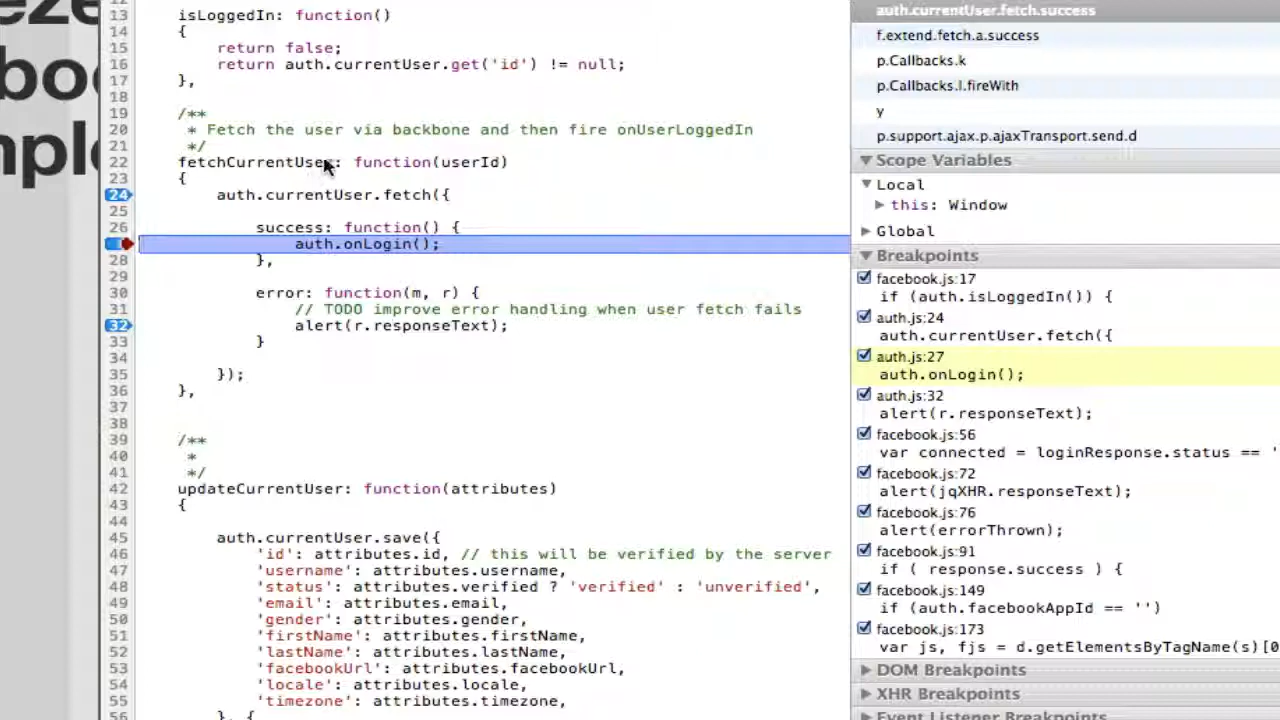 eze
boo
mple
12
13 isLoggedIn: function()
14 {
15 return false;
16 return auth.currentUser.get('id') != null;
17 },
18
19 /**
20 * Fetch the user via backbone and then fire onUserLoggedIn
21 */
22 fetchCurrentUser: function(userId)
23 {
24 auth.currentUser.fetch({
25
26 success: function() {
auth.onLogin();
28 },
29
30 error: function(m, r) {
31 // TODO improve error handling when user fetch fails
32 alert(r.responseText);
33 }
34
35 });
36 },
37
38
39 /**
40 *
41 */
42 updateCurrentUser: function(attributes)
43 {
44
45 auth.currentUser.save({
46 'id': attributes.id, // this will be verified by the server
47 'username': attributes.username,
48 'status': attributes.verified ? 'verified' : 'unverified',
49 'email': attributes.email,
50 'gender': attributes.gender,
51 'firstName': attributes.firstName,
52 'lastName': attributes.lastName,
53 'facebookUrl': attributes.facebookUrl,
54 'locale': attributes.locale,
55 'timezone': attributes.timezone,
56 }, {
auth.currentUser.fetch.success
f.extend.fetch.a.success
p.Callbacks.k
p.Callbacks.l.fireWith
y
p.support.ajax.p.ajaxTransport.send.d
Scope Variables
Local
this: Window
Global
Breakpoints
facebook.js:17
if (auth.isLoggedIn()) {
auth.js:24
auth.currentUser.fetch({
auth.js:27
auth.onLogin();
auth.js:32
alert(r.responseText);
facebook.js:56
var connected = loginResponse.status == '
facebook.js:72
alert(jqXHR.responseText);
facebook.js:76
alert(errorThrown);
facebook.js:91
if ( response.success ) {
facebook.js:149
if (auth.facebookAppId == '')
facebook.js:173
var js, fjs = d.getElementsByTagName(s)[0
DOM Breakpoints
XHR Breakpoints
Event Listener Breakpoints